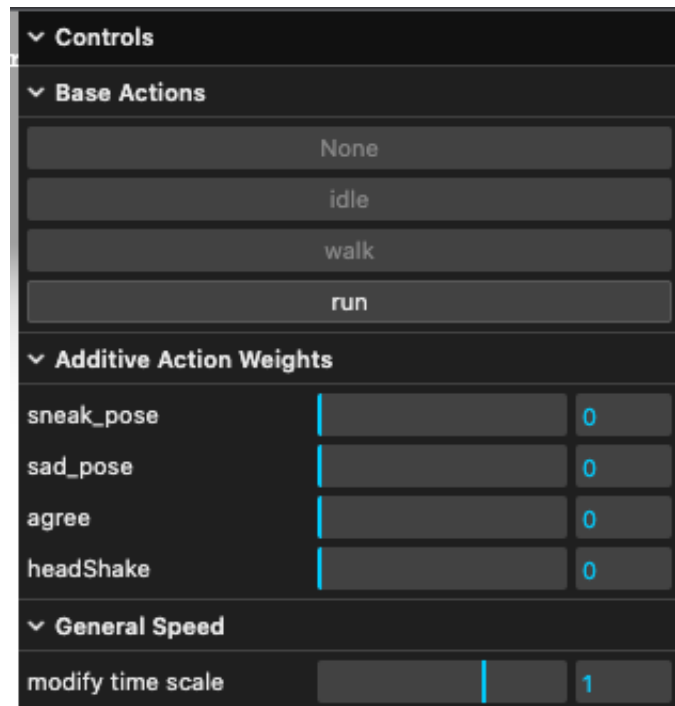 Controls
Base Actions
None
idle
walk
run
Additive Action Weights
sneak_pose 0
sad_pose 0
agree 0
headShake 0
General Speed
modify time scale 1